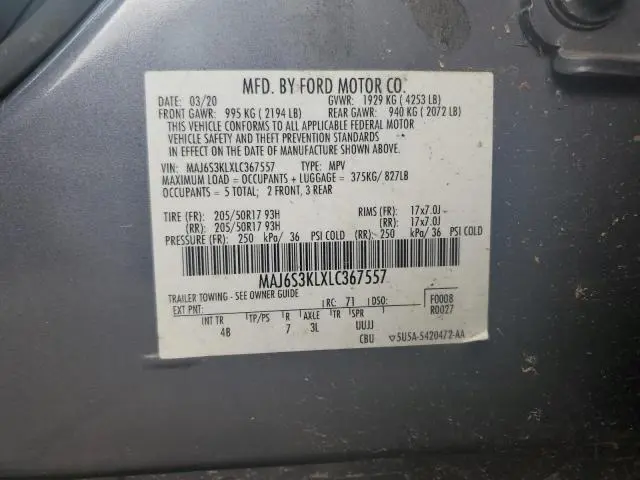 MFD. BY FORD MOTOR CO.
DATE: 03/20 GVWR: 1929 KG ( 4253 LB)
FRONT GAWR: 995 KG ( 2194 LB) REAR GAWR: 940 KG ( 2072 LB)
THIS VEHICLE CONFORMS TO ALL APPLICABLE FEDERAL MOTOR
VEHICLE SAFETY AND THEFT PREVENTION STANDARDS
IN EFFECT ON THE DATE OF MANUFACTURE SHOWN ABOVE.
VIN: MAJ6S3KLXLC367557 TYPE: MPV
MAXIMUM LOAD = OCCUPANTS + LUGGAGE = 375KG/ 827LB
OCCUPANTS = 5 TOTAL; 2 FRONT, 3 REAR
TIRE (FR): 205/50R17 93H RIMS (FR): 17x7.0J
(RR): 205/50R17 93H (RR): 17x7.0J
PRESSURE (FR): 250 kPa/ 36 PSI COLD (RR): 250 kPa/ 36 PSI COLD
MAJ6S3KLXLC367557
TRAILER TOWING - SEE OWNER GUIDE
EXT PNT: RC: 71 DSO: F0008
R0027
INT TR TP/PS R AXLE TR SPR
4B 7 3L UUJJ
CBU ▽5U5A-5420472-AA